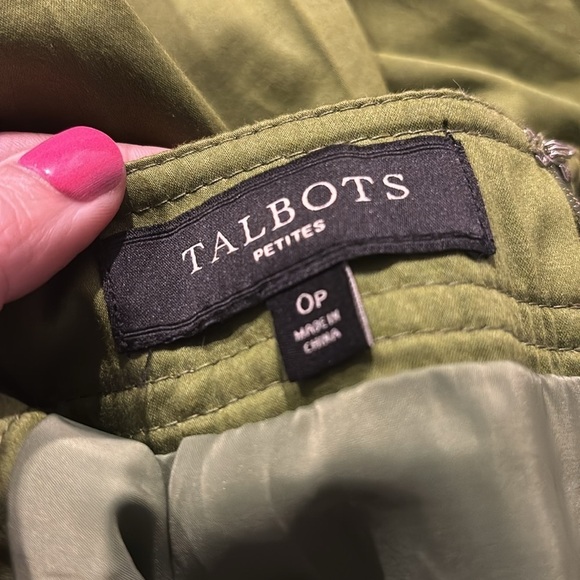 TALBOTS
PETITES
0P
MADE IN
CHINA